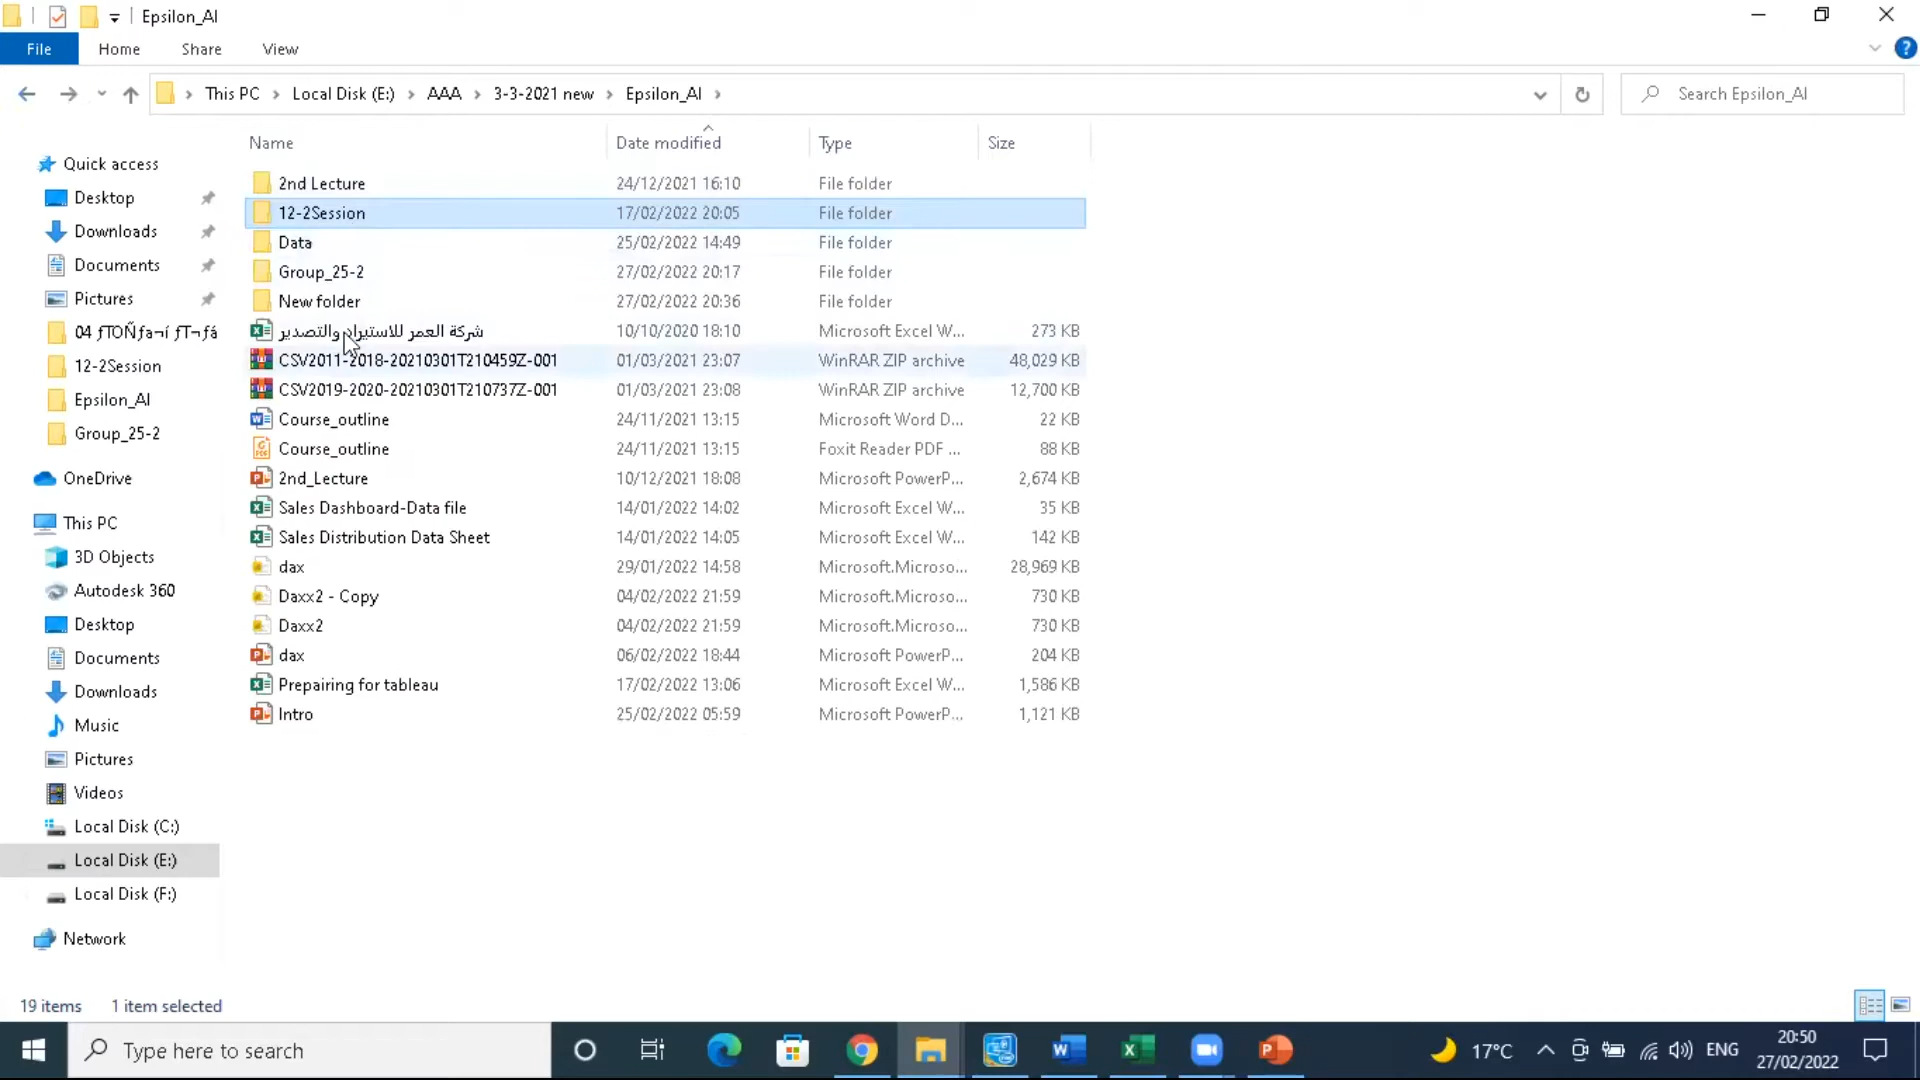 Epsilon_AI
File Home Share View
This PC Local Disk (E:) AAA 3-3-2021 new Epsilon_AI
Search Epsilon_AI
Quick access
Desktop
Downloads
Documents
Pictures
12-2Session
Epsilon_AI
Group_25-2
OneDrive
This PC
3D Objects
Autodesk 360
Desktop
Documents
Downloads
Music
Pictures
Videos
Local Disk (C:)
Local Disk (E:)
Local Disk (F:)
Network
Name Date modified Type Size
2nd Lecture 24/12/2021 16:10 File folder
12-2Session 17/02/2022 20:05 File folder
Data 25/02/2022 14:49 File folder
Group_25-2 27/02/2022 20:17 File folder
New folder 27/02/2022 20:36 File folder
شركة العمر للاستيراد والتصدير 10/10/2020 18:10 Microsoft Excel W... 273 KB
CSV2011-2018-20210301T210459Z-001 01/03/2021 23:07 WinRAR ZIP archive 48,029 KB
CSV2019-2020-20210301T210737Z-001 01/03/2021 23:08 WinRAR ZIP archive 12,700 KB
Course_outline 24/11/2021 13:15 Microsoft Word D... 22 KB
Course_outline 24/11/2021 13:15 Foxit Reader PDF ... 88 KB
2nd_Lecture 10/12/2021 18:08 Microsoft PowerP... 2,674 KB
Sales Dashboard-Data file 14/01/2022 14:02 Microsoft Excel W... 35 KB
Sales Distribution Data Sheet 14/01/2022 14:05 Microsoft Excel W... 142 KB
dax 29/01/2022 14:58 Microsoft.Microso... 28,969 KB
Daxx2 - Copy 04/02/2022 21:59 Microsoft.Microso... 730 KB
Daxx2 04/02/2022 21:59 Microsoft.Microso... 730 KB
dax 06/02/2022 18:44 Microsoft PowerP... 204 KB
Prepairing for tableau 17/02/2022 13:06 Microsoft Excel W... 1,586 KB
Intro 25/02/2022 05:59 Microsoft PowerP... 1,121 KB
19 items 1 item selected
Type here to search
17°C
ENG
20:50
27/02/2022